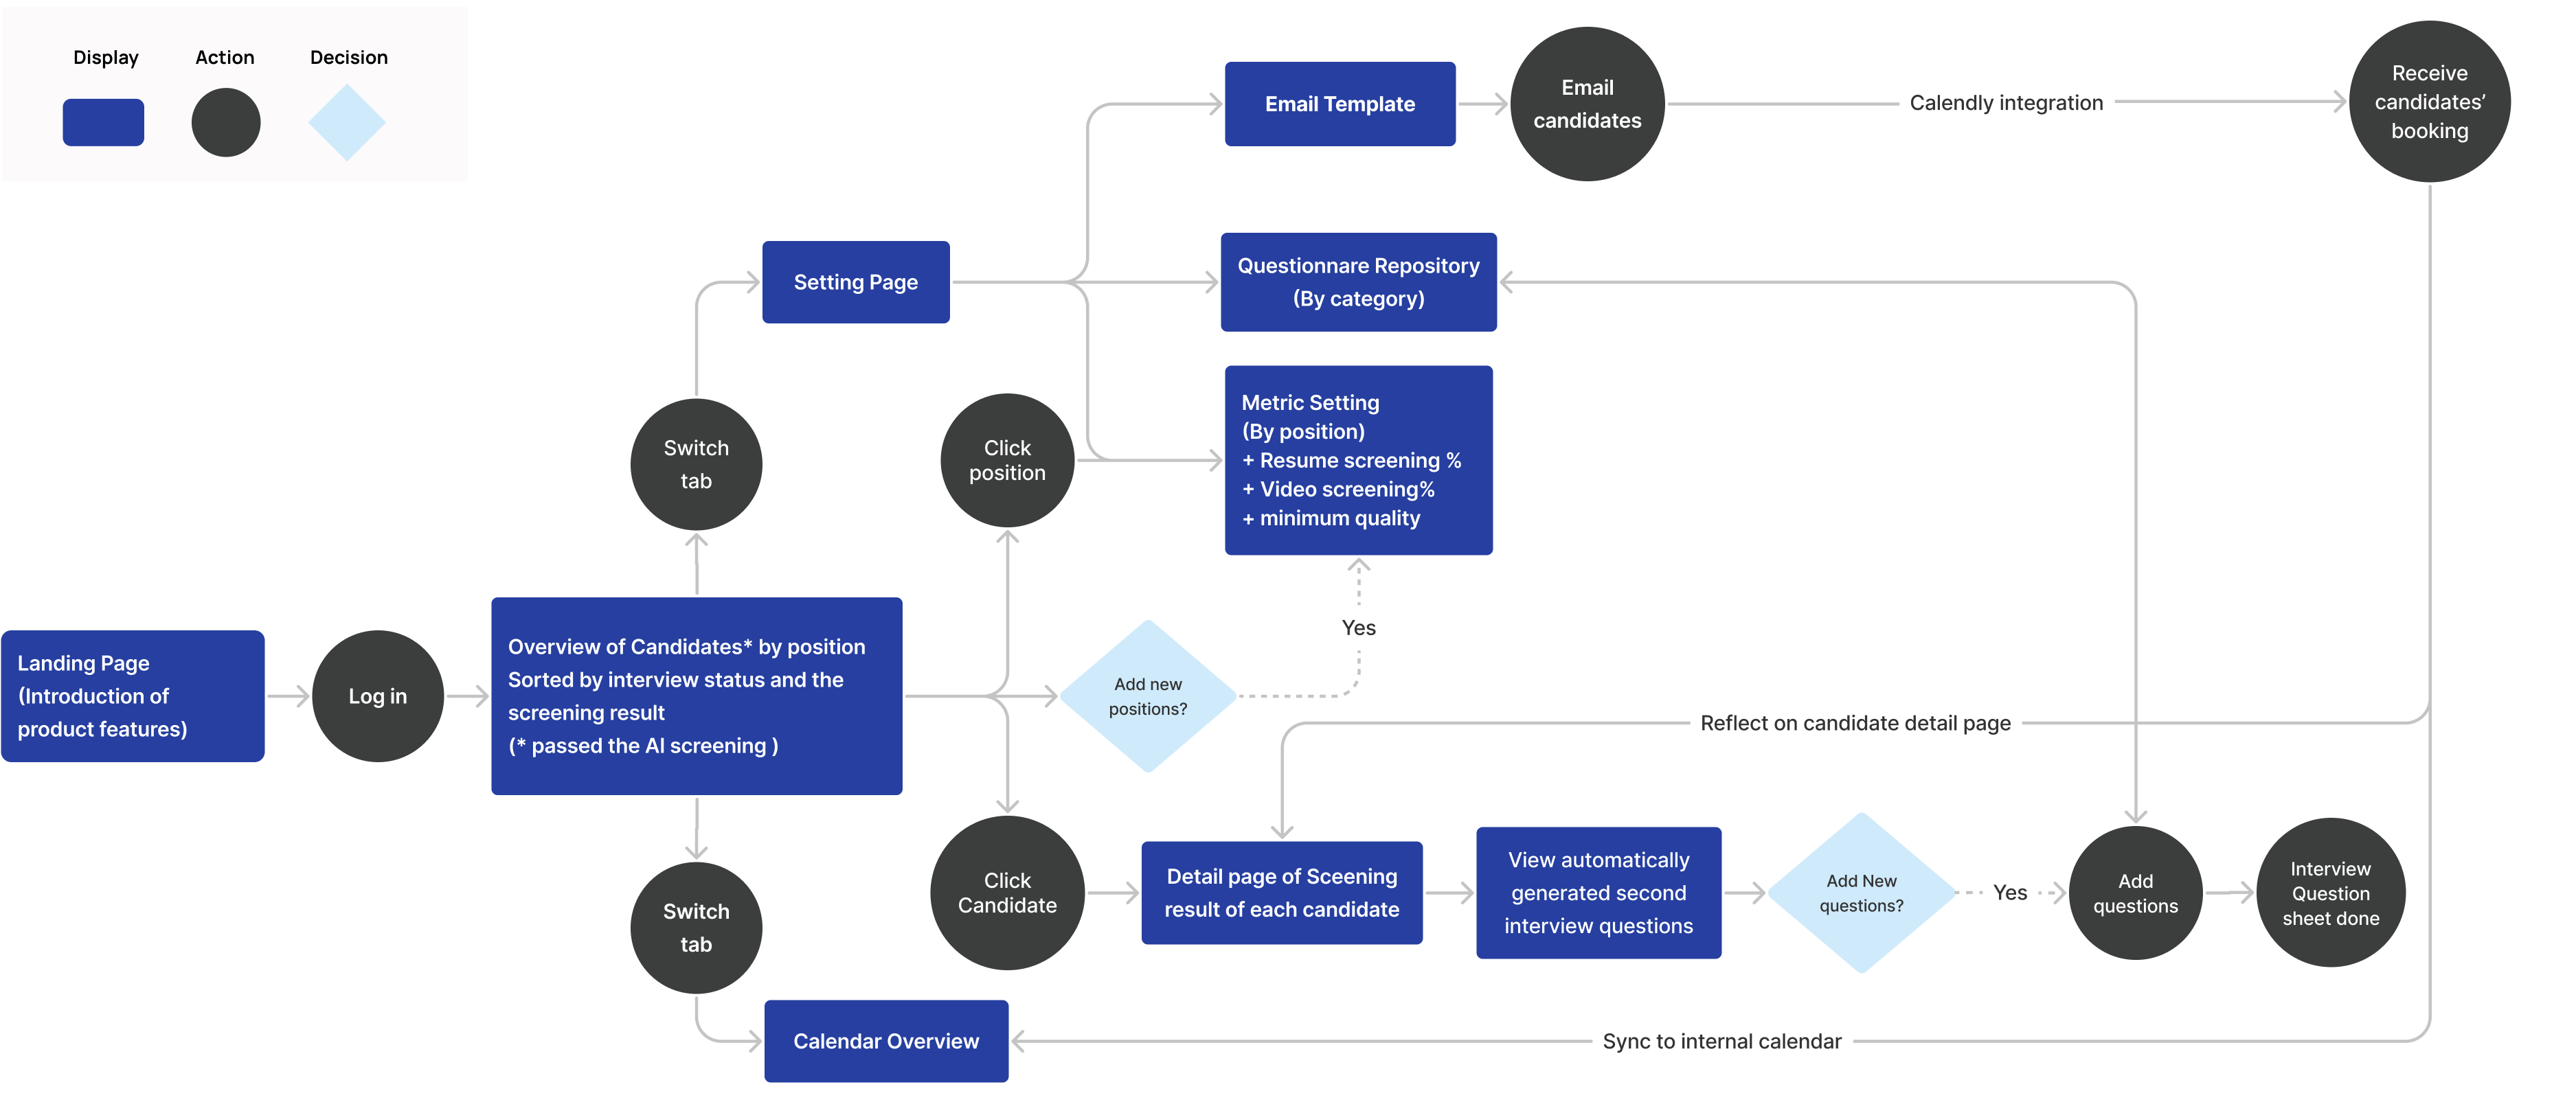 Display
Action
Decision
Email Template
Email
candidates
Calendly integration
Receive
candidates’
booking
Setting Page
Questionnare Repository
(By category)
Metric Setting
(By position)
+ Resume screening %
+ Video screening%
+ minimum quality
Switch
tab
Click
position
Yes
Landing Page
(Introduction of
product features)
Log in
Overview of Candidates* by position
Sorted by interview status and the
screening result
(* passed the AI screening )
Add new
positions?
Reflect on candidate detail page
Switch
tab
Click
Candidate
Detail page of Sceening
result of each candidate
View automatically
generated second
interview questions
Add New
questions?
Yes
Add
questions
Interview
Question
sheet done
Calendar Overview
Sync to internal calendar